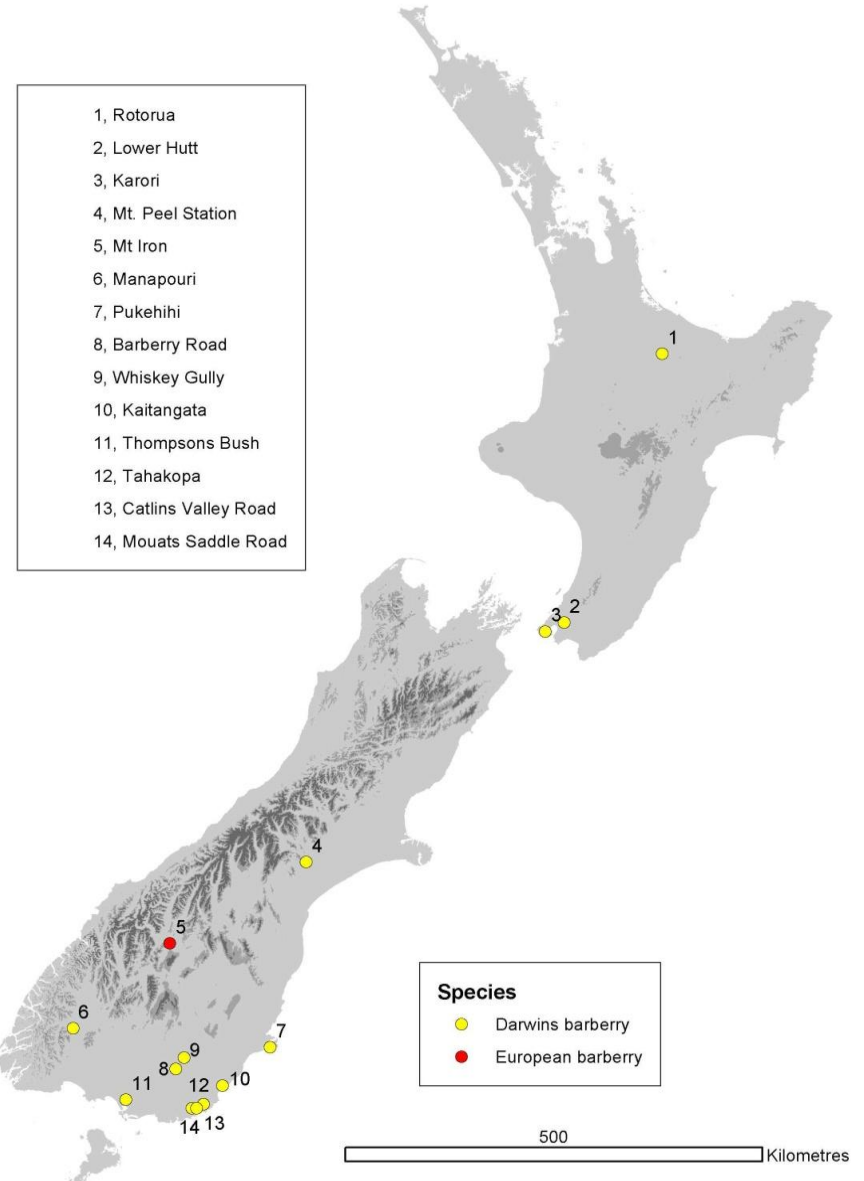 1, Rotorua
2, Lower Hutt
3, Karori
4, Mt. Peel Station
5, Mt Iron
6, Manapouri
7, Pukehihi
8, Barberry Road
9, Whiskey Gully
10, Kaitangata
11, Thompsons Bush
12, Tahakopa
13, Catlins Valley Road
14, Mouats Saddle Road
1
2
3
4
5
6
7
9
8
10
11
12
13
14
Species
Darwins barberry
European barberry
500
Kilometres